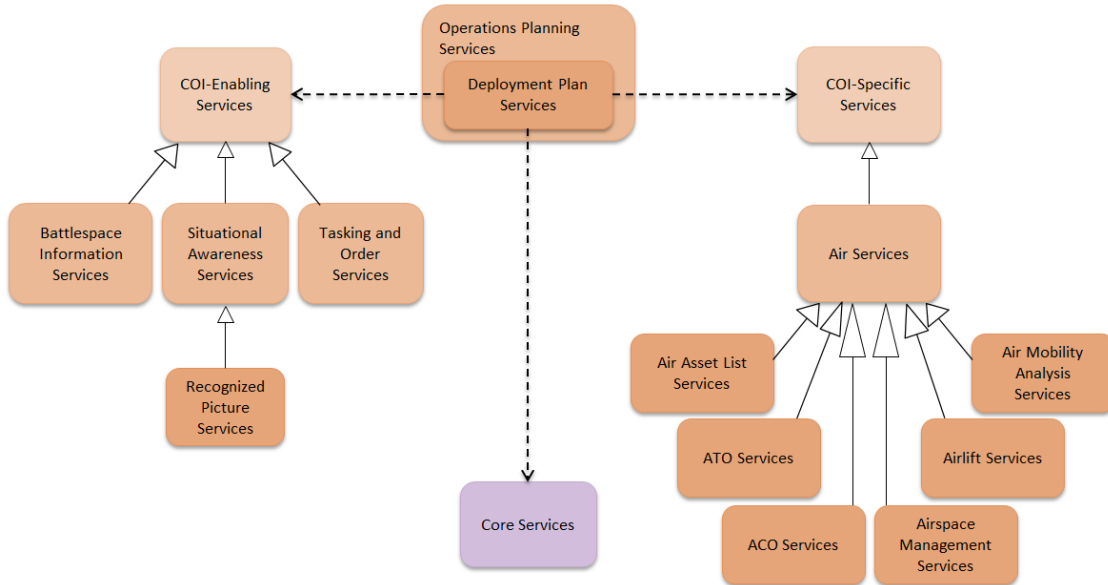 Operations Planning
Services
Deployment Plan
Services
COI-Enabling
Services
COI-Specific
Services
Battlespace
Information
Services
Situational
Awareness
Services
Tasking and
Order
Services
Air Services
Recognized
Picture
Services
Air Asset List
Services
Air Mobility
Analysis
Services
ATO Services
Airlift Services
Core Services
ACO Services
Airspace
Management
Services